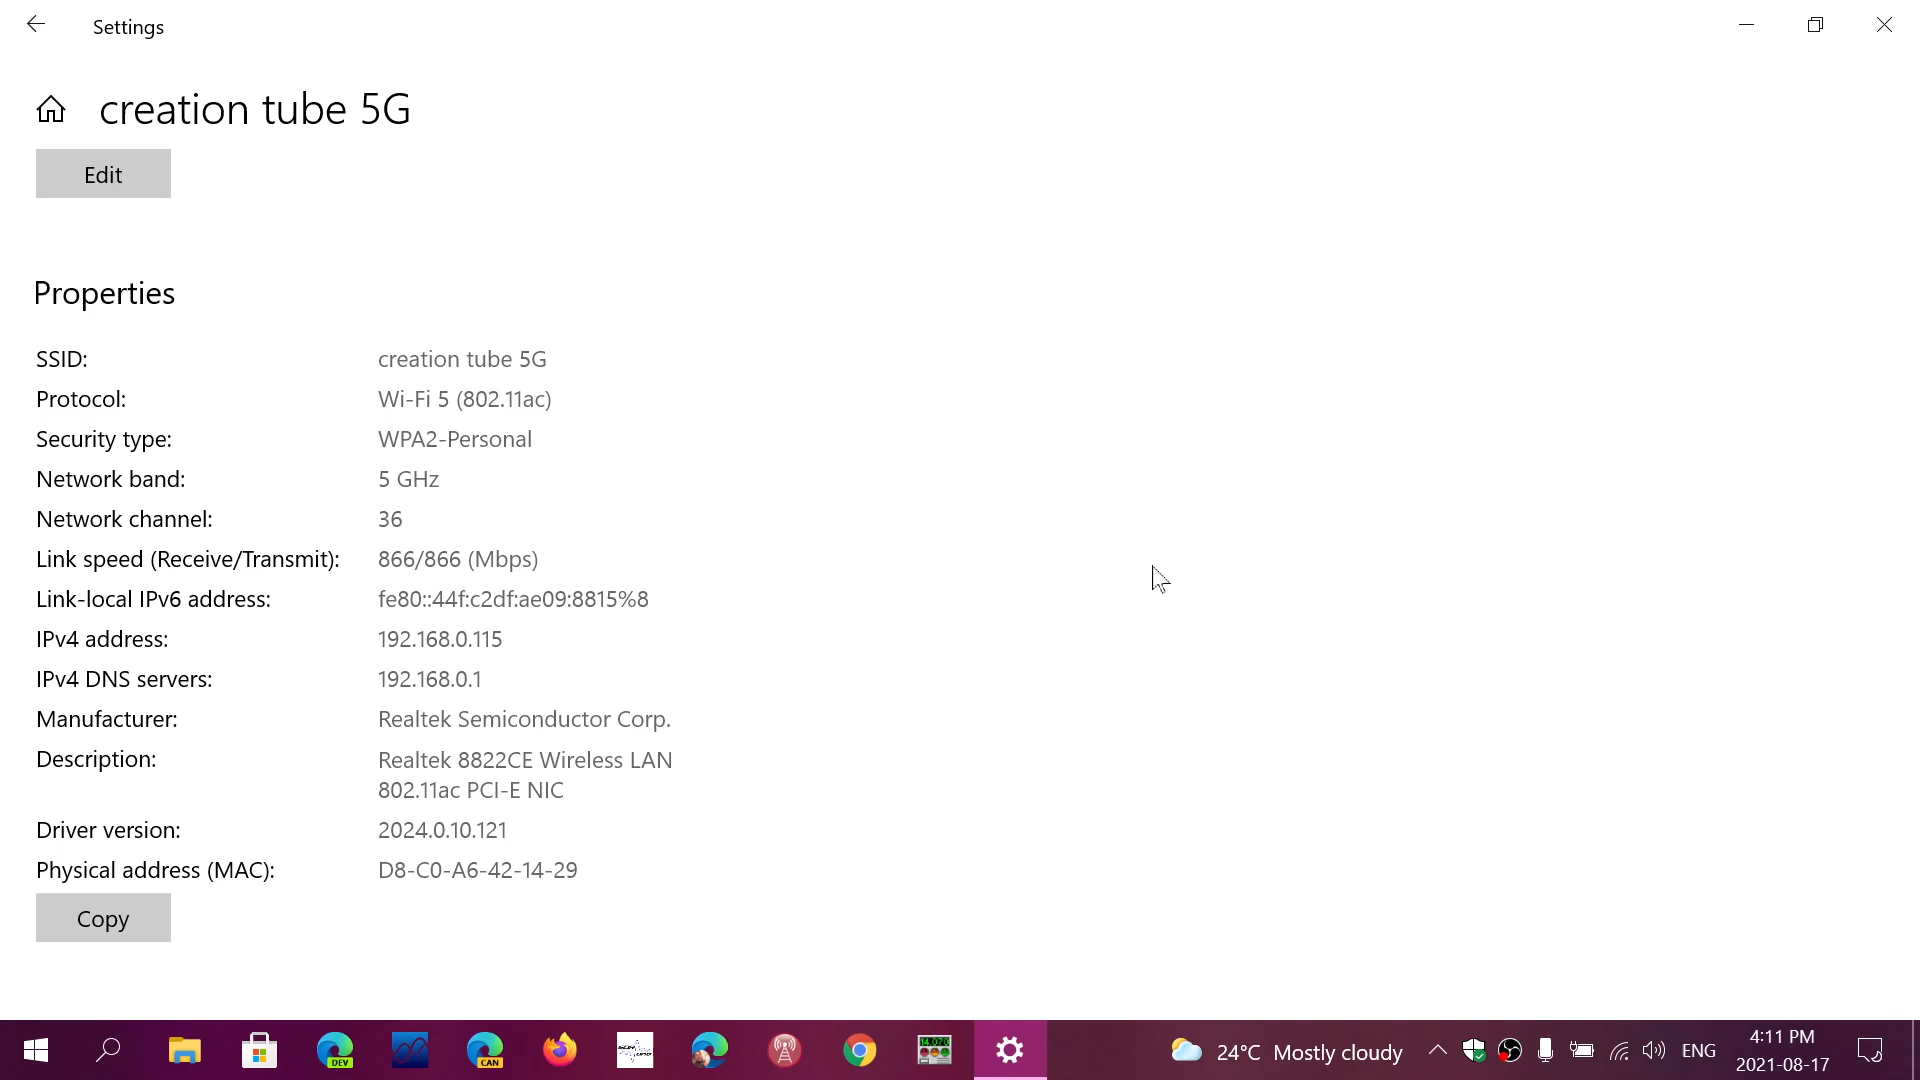 Settings
creation tube 5G
Edit
Properties
SSID: creation tube 5G
Protocol: Wi-Fi 5 (802.11ac)
Security type: WPA2-Personal
Network band: 5 GHz
Network channel: 36
Link speed (Receive/Transmit): 866/866 (Mbps)
Link-local IPv6 address: fe80::44f:c2df:ae09:8815%8
IPv4 address: 192.168.0.115
IPv4 DNS servers: 192.168.0.1
Manufacturer: Realtek Semiconductor Corp.
Description: Realtek 8822CE Wireless LAN
802.11ac PCI-E NIC
Driver version: 2024.0.10.121
Physical address (MAC): D8-C0-A6-42-14-29
Copy
DEV
CAN
14.070
24°C Mostly cloudy
ENG
4:11 PM
2021-08-17